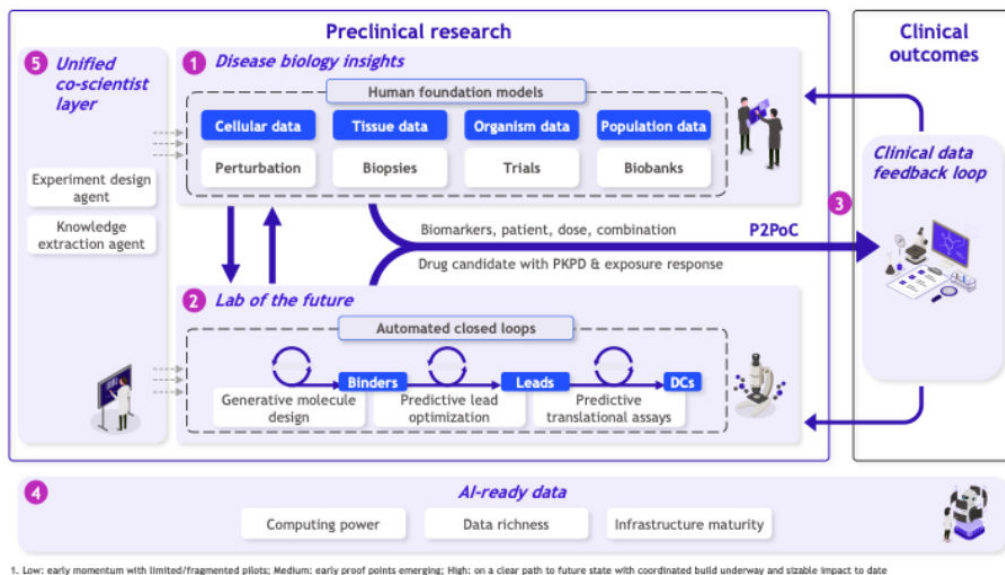 Preclinical research
Clinical
outcomes
5
Unified
co-scientist
layer
Experiment design
agent
Knowledge
extraction agent
1
Disease biology insights
Human foundation models
Cellular data
Tissue data
Organism data
Population data
Perturbation
Biopsies
Trials
Biobanks
Biomarkers, patient, dose, combination
P2PoC
Drug candidate with PKPD & exposure response
3
Clinical data
feedback loop
2
Lab of the future
Automated closed loops
Binders
Leads
DCs
Generative molecule
design
Predictive lead
optimization
Predictive
translational assays
4
AI-ready data
Computing power
Data richness
Infrastructure maturity
1. Low: early momentum with limited/fragmented pilots; Medium: early proof points emerging; High: on a clear path to future state with coordinated build underway and sizable impact to date